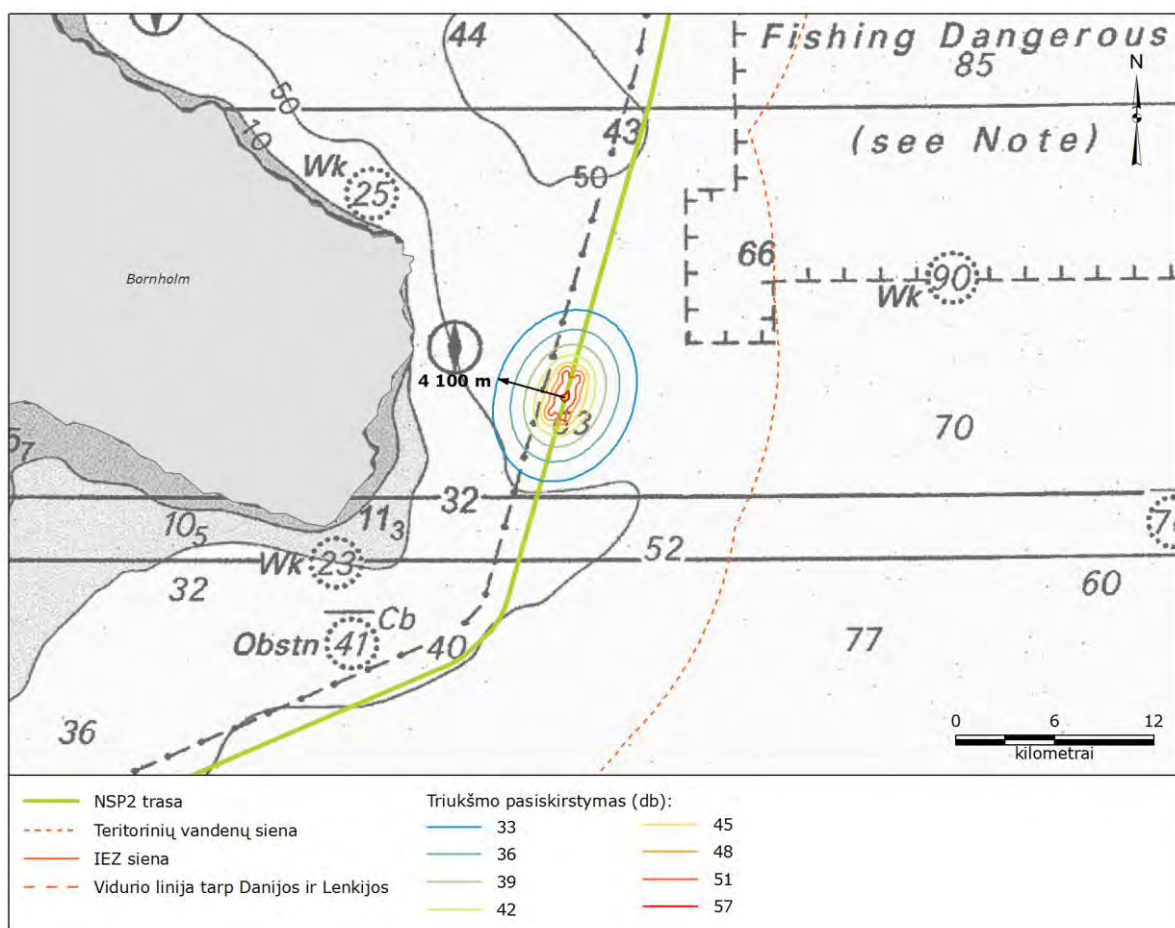 44
Fishing Dangerous
85
N
50
43
(see Note)
10
Wk
25
50
66
Wk 90
Bornholm
4 100 m
53
70
5₇
32
10₅
11₃
Wk 23
52
32
60
Cb
Obstn 41
40
77
36
0 6 12
kilometrai
NSP2 trasa
Teritorinių vandenų siena
IEZ siena
Vidurio linija tarp Danijos ir Lenkijos
Triukšmo pasiskirstymas (db):
33
36
39
42
45
48
51
57